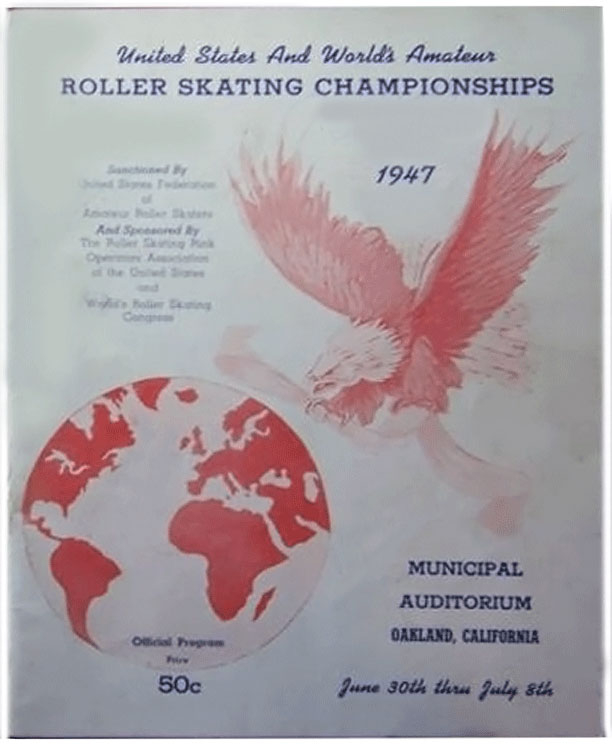 United States And World's Amateur
ROLLER SKATING CHAMPIONSHIPS
1947
Sanctioned By
United States Federation
of
Amateur Roller Skaters
And Sponsored By
The Roller Skating Rink
Operators Association
of the United States
and
World's Roller Skating
Congress
MUNICIPAL
AUDITORIUM
OAKLAND, CALIFORNIA
June 30th thru July 8th
Official Program
Price
50c